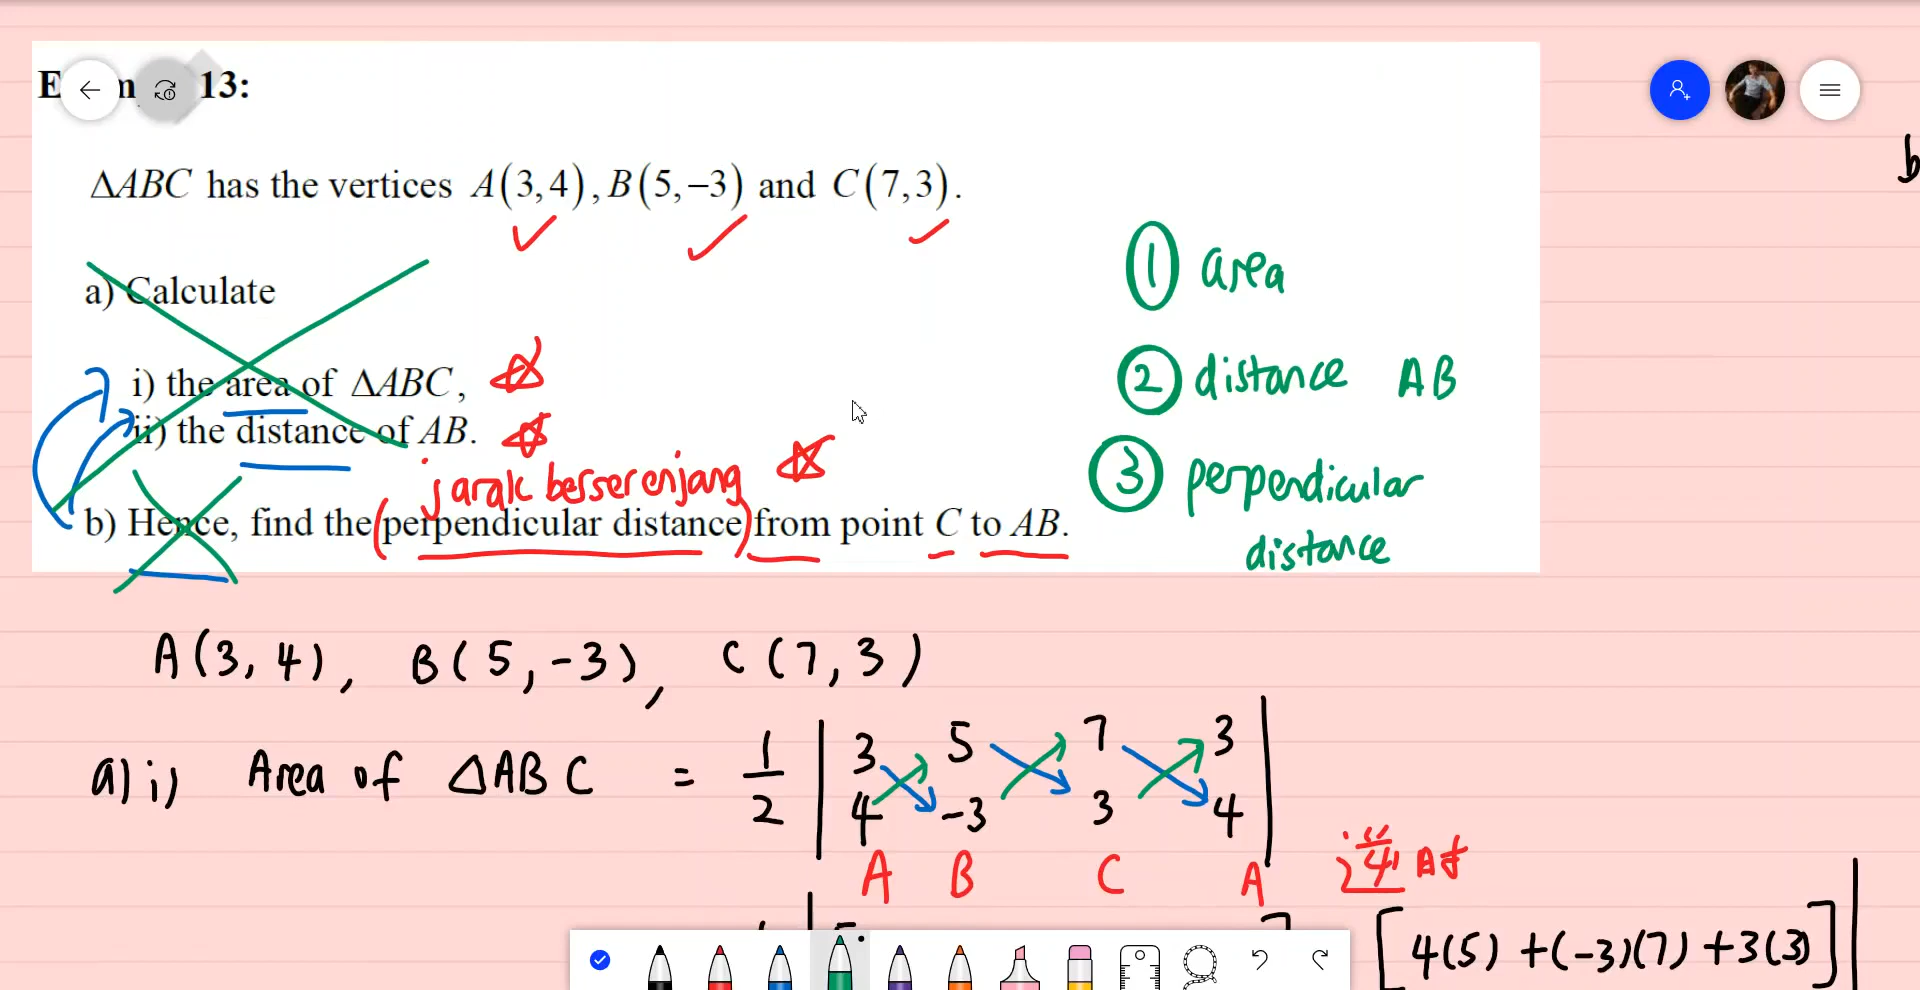 13:
b
ΔABC has the vertices A(3,4), B(5,−3) and C(7,3).
a) Calculate
i) the area of ΔABC,
ii) the distance of AB.
jarak besserenjang
b) Hence, find the (perpendicular distance) from point C to AB.
1 area
2 distance AB
3 perpendicular
distance
A(3, 4), B(5, -3), C(7, 3)
a) i) Area of ΔABC = 1/2 | 3 5 7 3 |
4 -3 3 4
A B C A
[4(5) + (-3)(7) + 3(3)] |